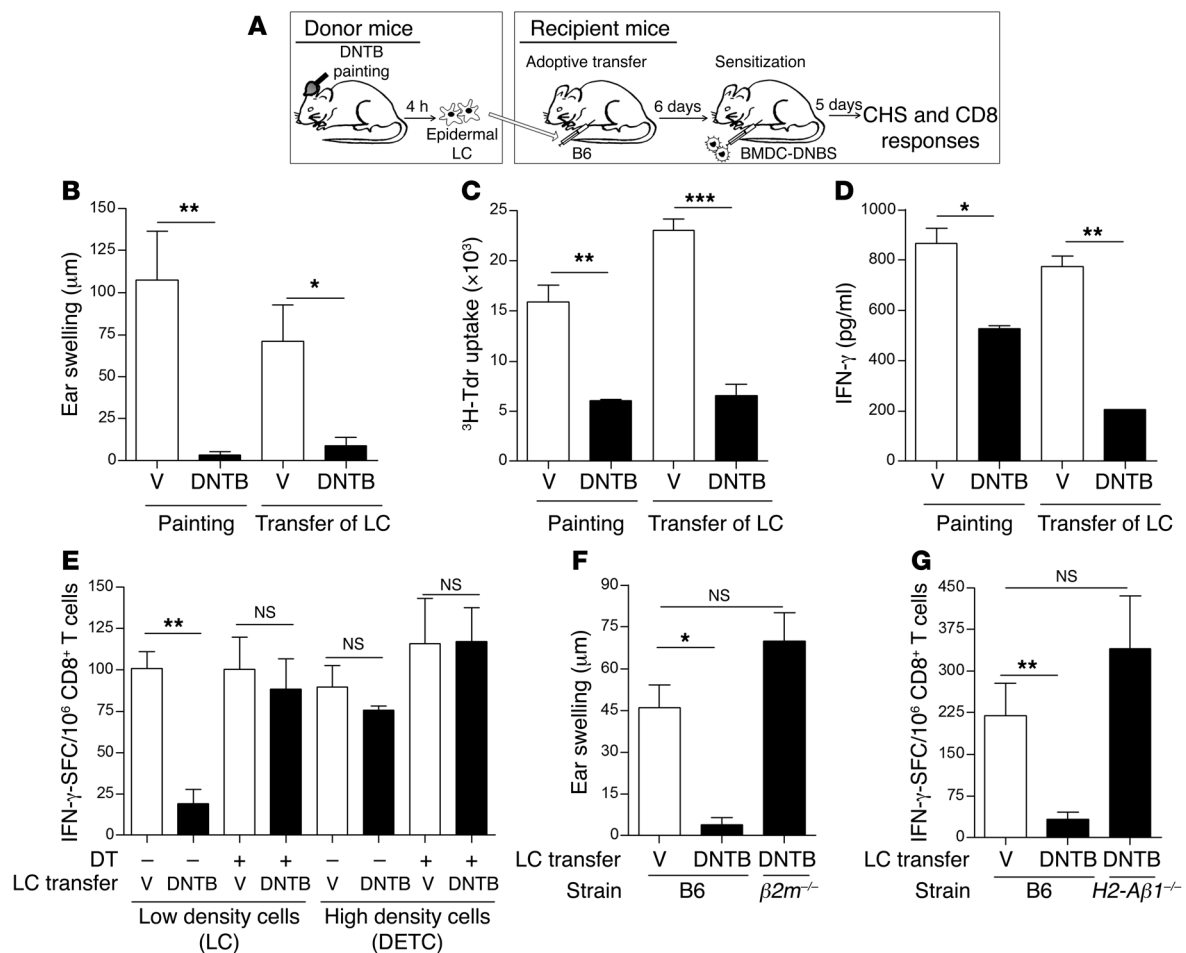 A
Donor mice
DNTB
painting
4 h
Epidermal
LC
Recipient mice
Adoptive transfer
B6
6 days
Sensitization
BMDC-DNBS
5 days
CHS and CD8
responses
B
Ear swelling (μm)
150
125
100
75
50
25
0
**
*
V DNTB V DNTB
Painting Transfer of LC
C
³H-Tdr uptake (×10³)
25
20
15
10
5
0
**
***
V DNTB V DNTB
Painting Transfer of LC
D
IFN-γ (pg/ml)
1000
800
600
400
200
0
*
**
V DNTB V DNTB
Painting Transfer of LC
E
IFN-γ-SFC/10⁶ CD8⁺ T cells
150
125
100
75
50
25
0
**
NS
NS
NS
DT – – + + – – + +
LC transfer V DNTB V DNTB V DNTB V DNTB
Low density cells High density cells
(LC) (DETC)
F
Ear swelling (μm)
90
75
60
45
30
15
0
NS
*
LC transfer V DNTB DNTB
Strain B6 β2m⁻/⁻
G
IFN-γ-SFC/10⁶ CD8⁺ T cells
450
375
300
225
150
75
0
NS
**
LC transfer V DNTB DNTB
Strain B6 H2-Aβ1⁻/⁻